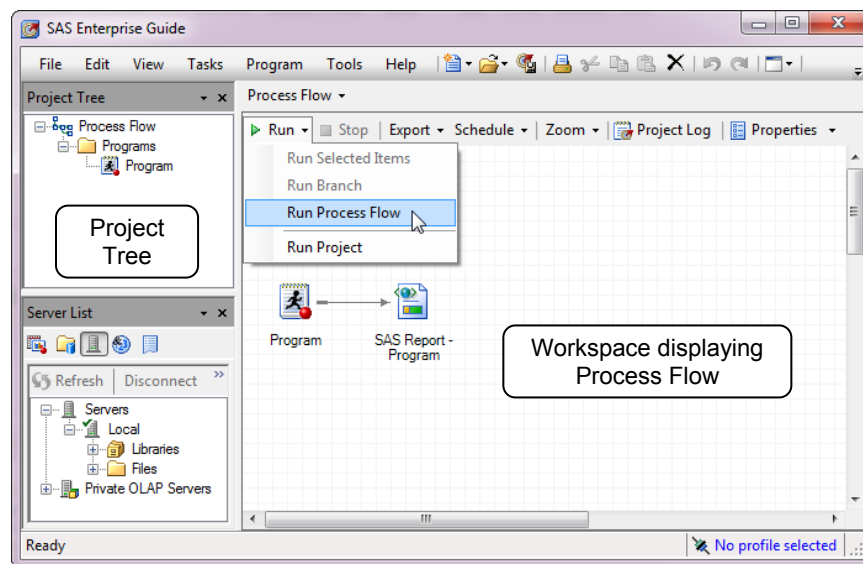 SAS Enterprise Guide
File Edit View Tasks Program Tools Help
Project Tree
Process Flow
Programs
Program
Project
Tree
Process Flow
Run Stop Export Schedule Zoom Project Log Properties
Run Selected Items
Run Branch
Run Process Flow
Run Project
Program
SAS Report -
Program
Workspace displaying
Process Flow
Server List
Refresh Disconnect »
Servers
Local
Libraries
Files
Private OLAP Servers
Ready
No profile selected